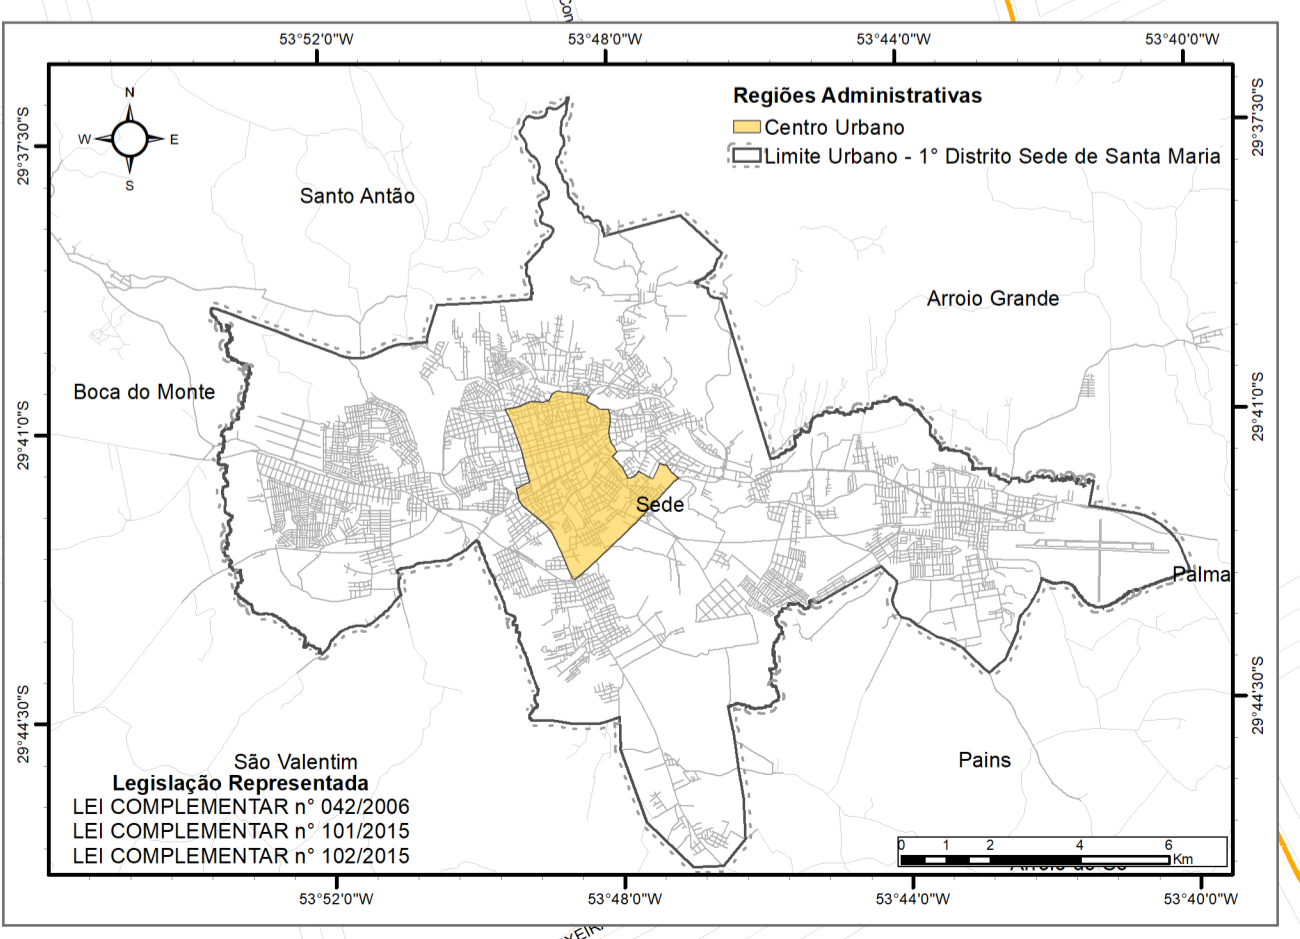 Con
53°52'0"W 53°48'0"W 53°44'0"W 53°40'0"W
N
W E
S
Regiões Administrativas
Centro Urbano
Limite Urbano - 1° Distrito Sede de Santa Maria
29°37'30"S
29°37'30"S
Santo Antão
Arroio Grande
Boca do Monte
29°41'0"S
29°41'0"S
Sede
Palma
29°44'30"S
29°44'30"S
São Valentim
Pains
Legislação Representada
LEI COMPLEMENTAR n° 042/2006
LEI COMPLEMENTAR n° 101/2015
LEI COMPLEMENTAR n° 102/2015
0 1 2 4 6
Km
53°52'0"W 53°48'0"W 53°44'0"W 53°40'0"W